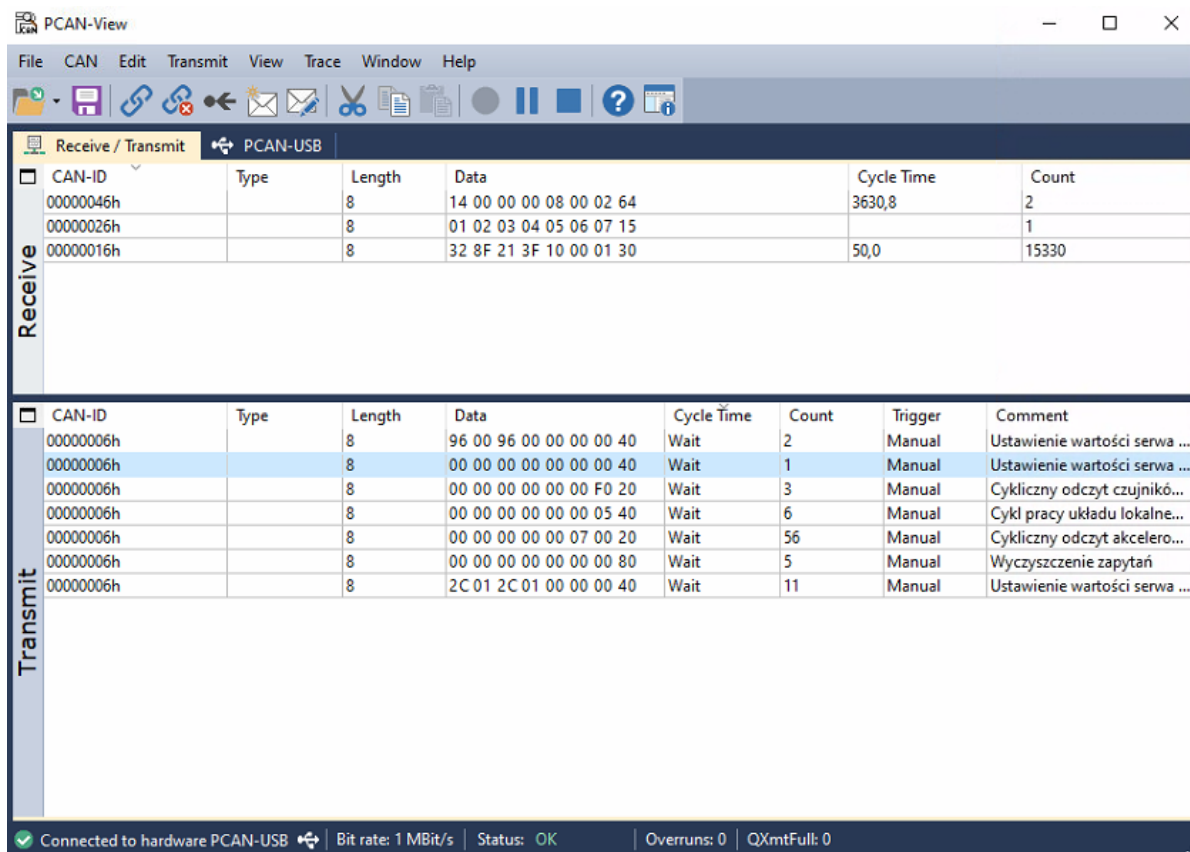 PCAN-View
File CAN Edit Transmit View Trace Window Help
Receive / Transmit PCAN-USB
CAN-ID Type Length Data Cycle Time Count
00000046h 8 14 00 00 00 08 00 02 64 3630,8 2
00000026h 8 01 02 03 04 05 06 07 15 1
00000016h 8 32 8F 21 3F 10 00 01 30 50,0 15330
Receive
CAN-ID Type Length Data Cycle Time Count Trigger Comment
00000006h 8 96 00 96 00 00 00 00 40 Wait 2 Manual Ustawienie wartości serwa ...
00000006h 8 00 00 00 00 00 00 00 40 Wait 1 Manual Ustawienie wartości serwa ...
00000006h 8 00 00 00 00 00 00 F0 20 Wait 3 Manual Cykliczny odczyt czujnikó...
00000006h 8 00 00 00 00 00 00 05 40 Wait 6 Manual Cykl pracy układu lokalne...
00000006h 8 00 00 00 00 00 07 00 20 Wait 56 Manual Cykliczny odczyt akcelero...
00000006h 8 00 00 00 00 00 00 00 80 Wait 5 Manual Wyczyszczenie zapytań
00000006h 8 2C 01 2C 01 00 00 00 40 Wait 11 Manual Ustawienie wartości serwa ...
Transmit
Connected to hardware PCAN-USB Bit rate: 1 MBit/s Status: OK Overruns: 0 QXmtFull: 0